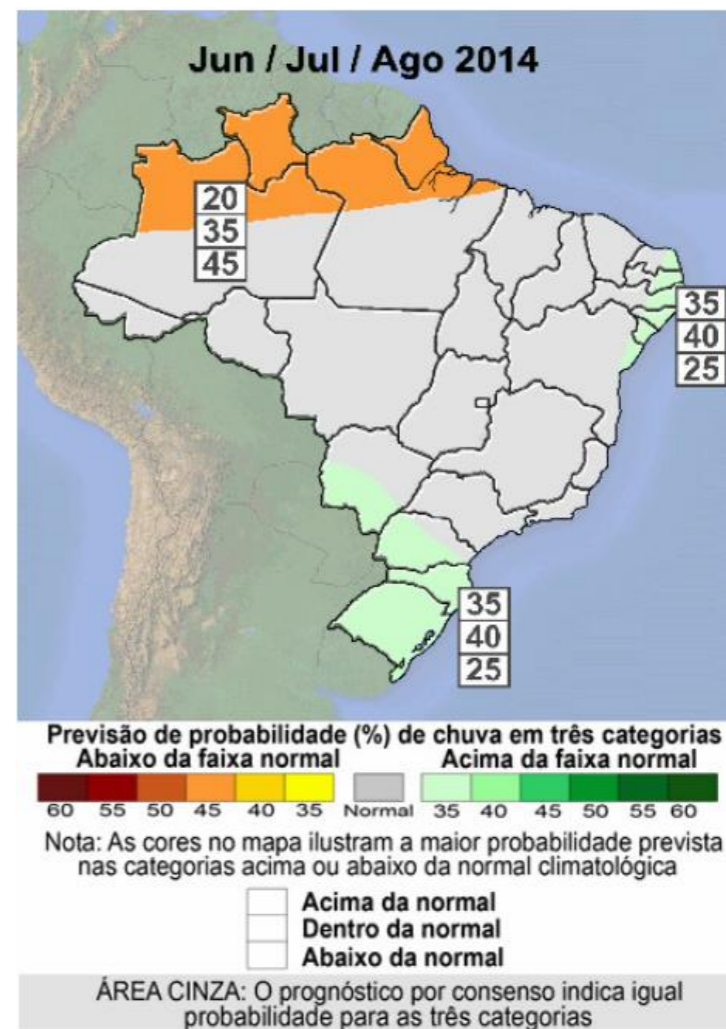 Jun / Jul / Ago 2014
20
35
45
35
40
25
35
40
25
Previsão de probabilidade (%) de chuva em três categorias
Abaixo da faixa normal Acima da faixa normal
60 55 50 45 40 35 Normal 35 40 45 50 55 60
Nota: As cores no mapa ilustram a maior probabilidade prevista
nas categorias acima ou abaixo da normal climatológica
Acima da normal
Dentro da normal
Abaixo da normal
ÁREA CINZA: O prognóstico por consenso indica igual
probabilidade para as três categorias